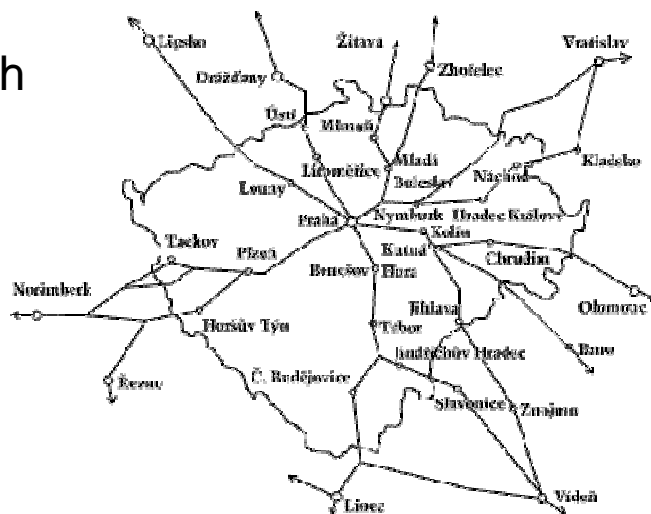 h
Lipsko
Drážďany
Žitava
Zhořelec
Vratislav
Ústí
Mimoň
Kladsko
Litoměřice
Mladá
Boleslav
Náchod
Louny
Praha
Nymburk
Hradec Králové
Kolín
Kutná
Hora
Chrudim
Tachov
Plzeň
Benešov
Norimberk
Olomouc
Horšův Týn
Jihlava
Tábor
Brno
Jindřichův Hradec
Řezno
Č. Budějovice
Slavonice
Znojmo
Linec
Vídeň